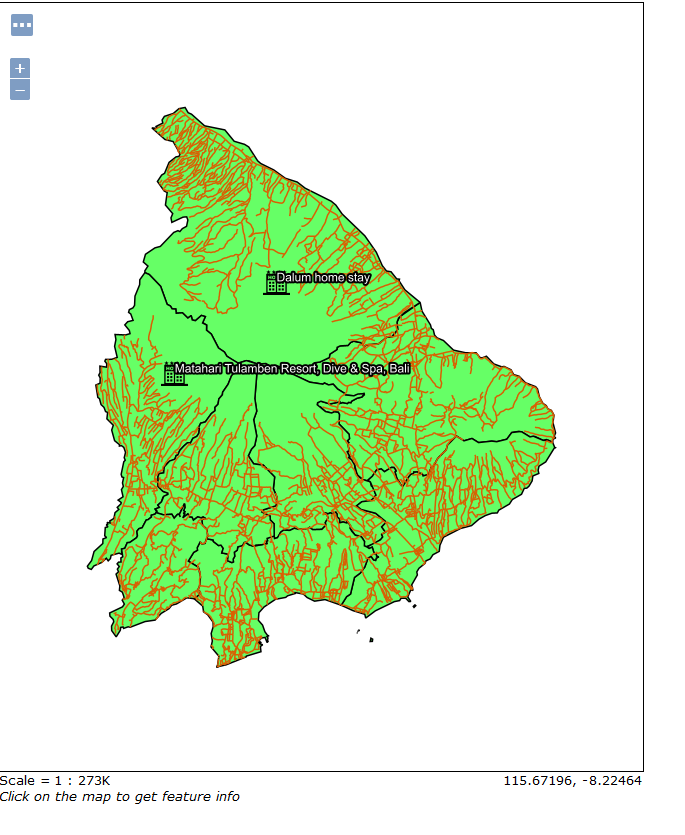 +
−
Dalum home stay
Matahari Tulamben Resort, Dive & Spa, Bali
Scale = 1 : 273K
115.67196, -8.22464
Click on the map to get feature info